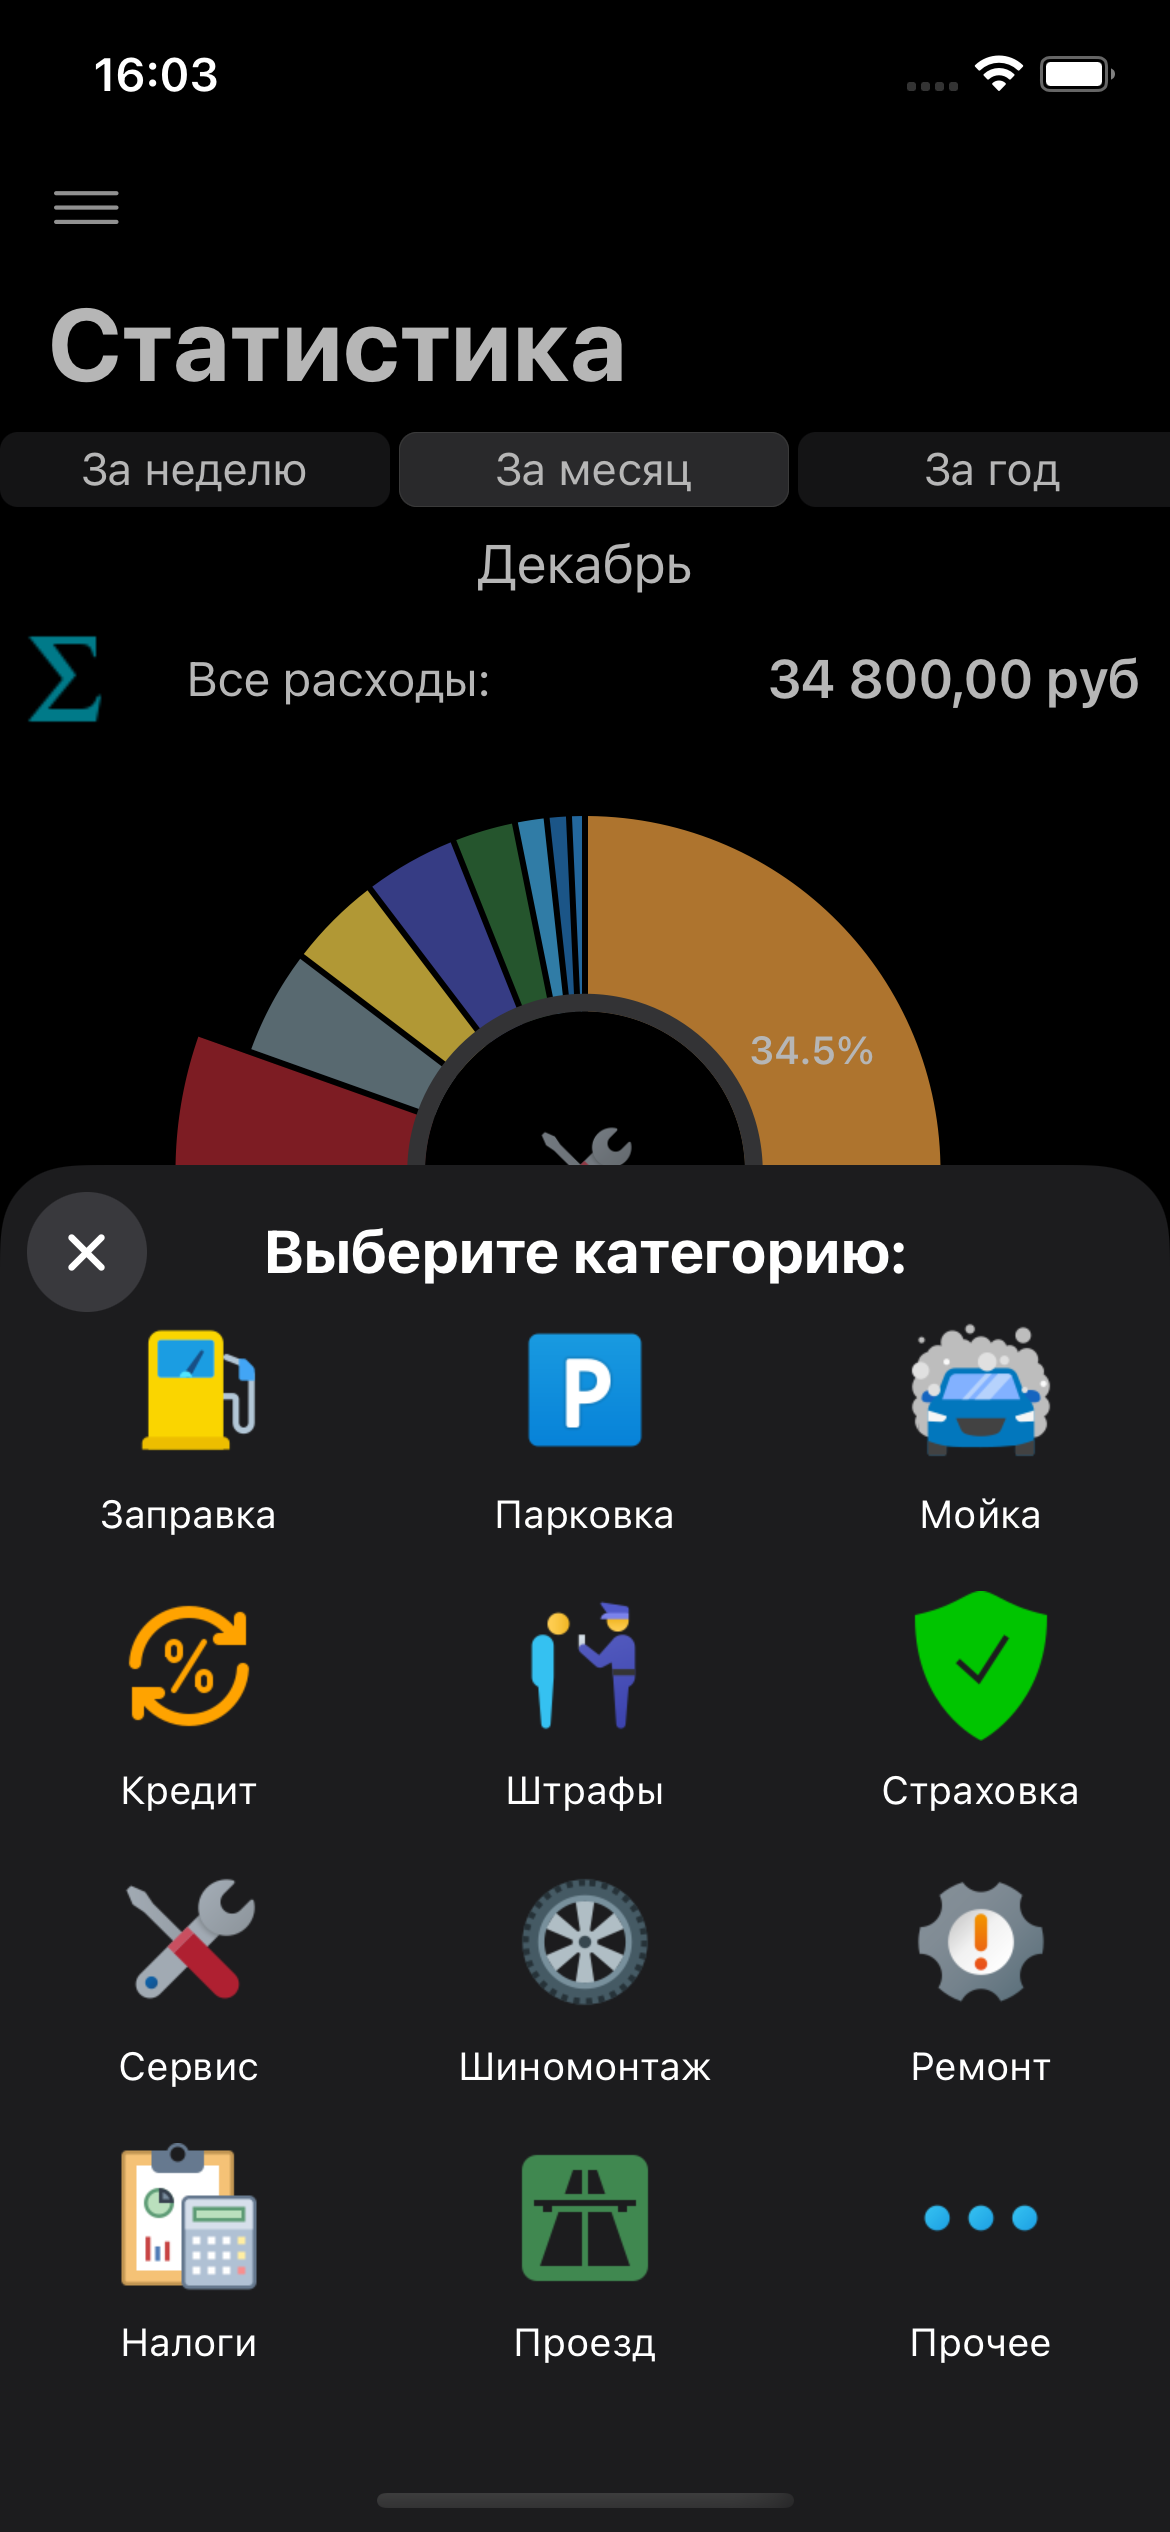 16:03
Статистика
За неделю
За месяц
За год
Декабрь
Σ Все расходы: 34 800,00 руб
34.5%
Выберите категорию:
P
Заправка
Парковка
Мойка
%
Кредит
Штрафы
Страховка
Сервис
Шиномонтаж
Ремонт
Налоги
Проезд
Прочее